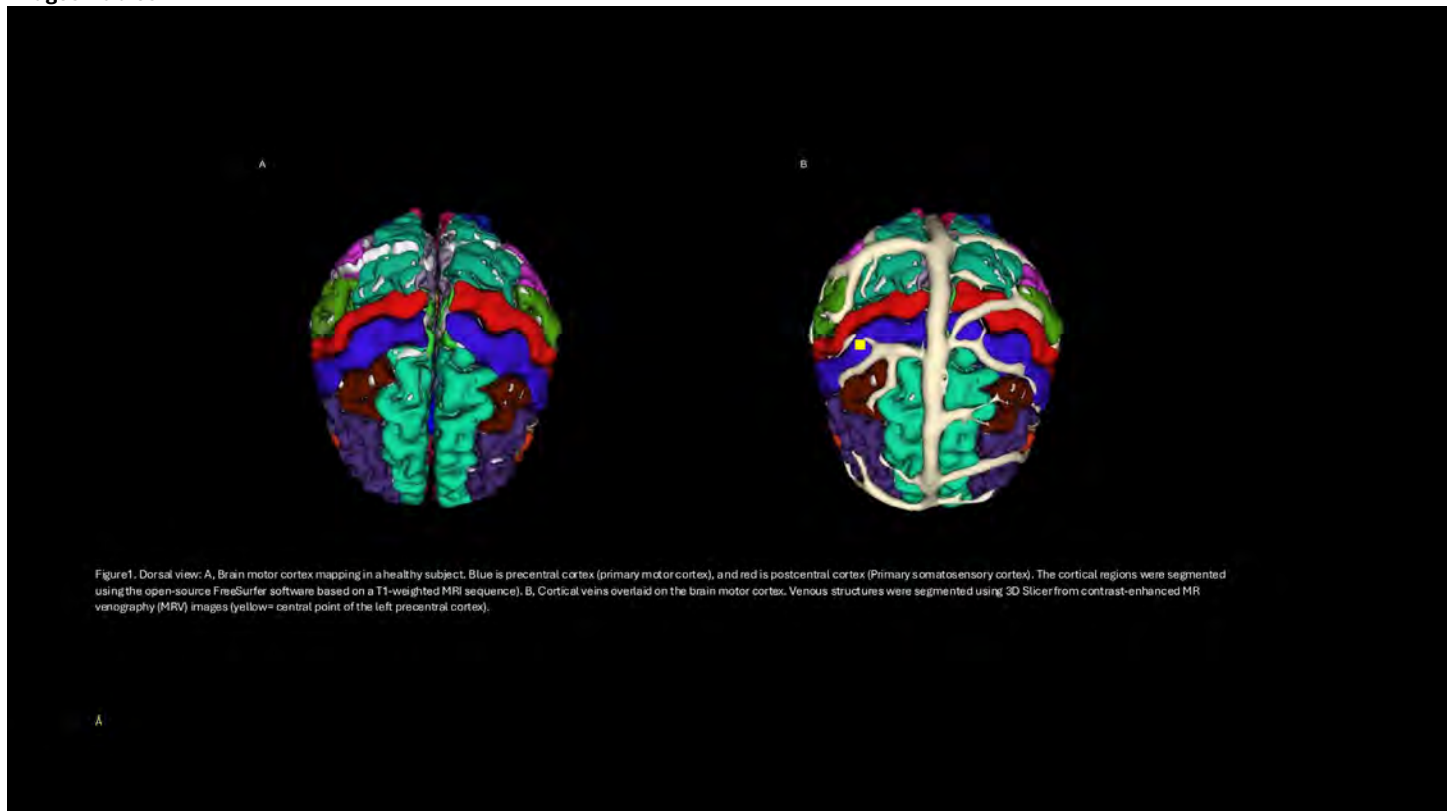 A
B
Figure1. Dorsal view: A, Brain motor cortex mapping in a healthy subject. Blue is precentral cortex (primary motor cortex), and red is postcentral cortex (Primary somatosensory cortex). The cortical regions were segmented
using the open-source FreeSurfer software based on a T1-weighted MRI sequence). B, Cortical veins overlaid on the brain motor cortex. Venous structures were segmented using 3D Slicer from contrast-enhanced MR
venography (MRV) images (yellow= central point of the left precentral cortex).
Å